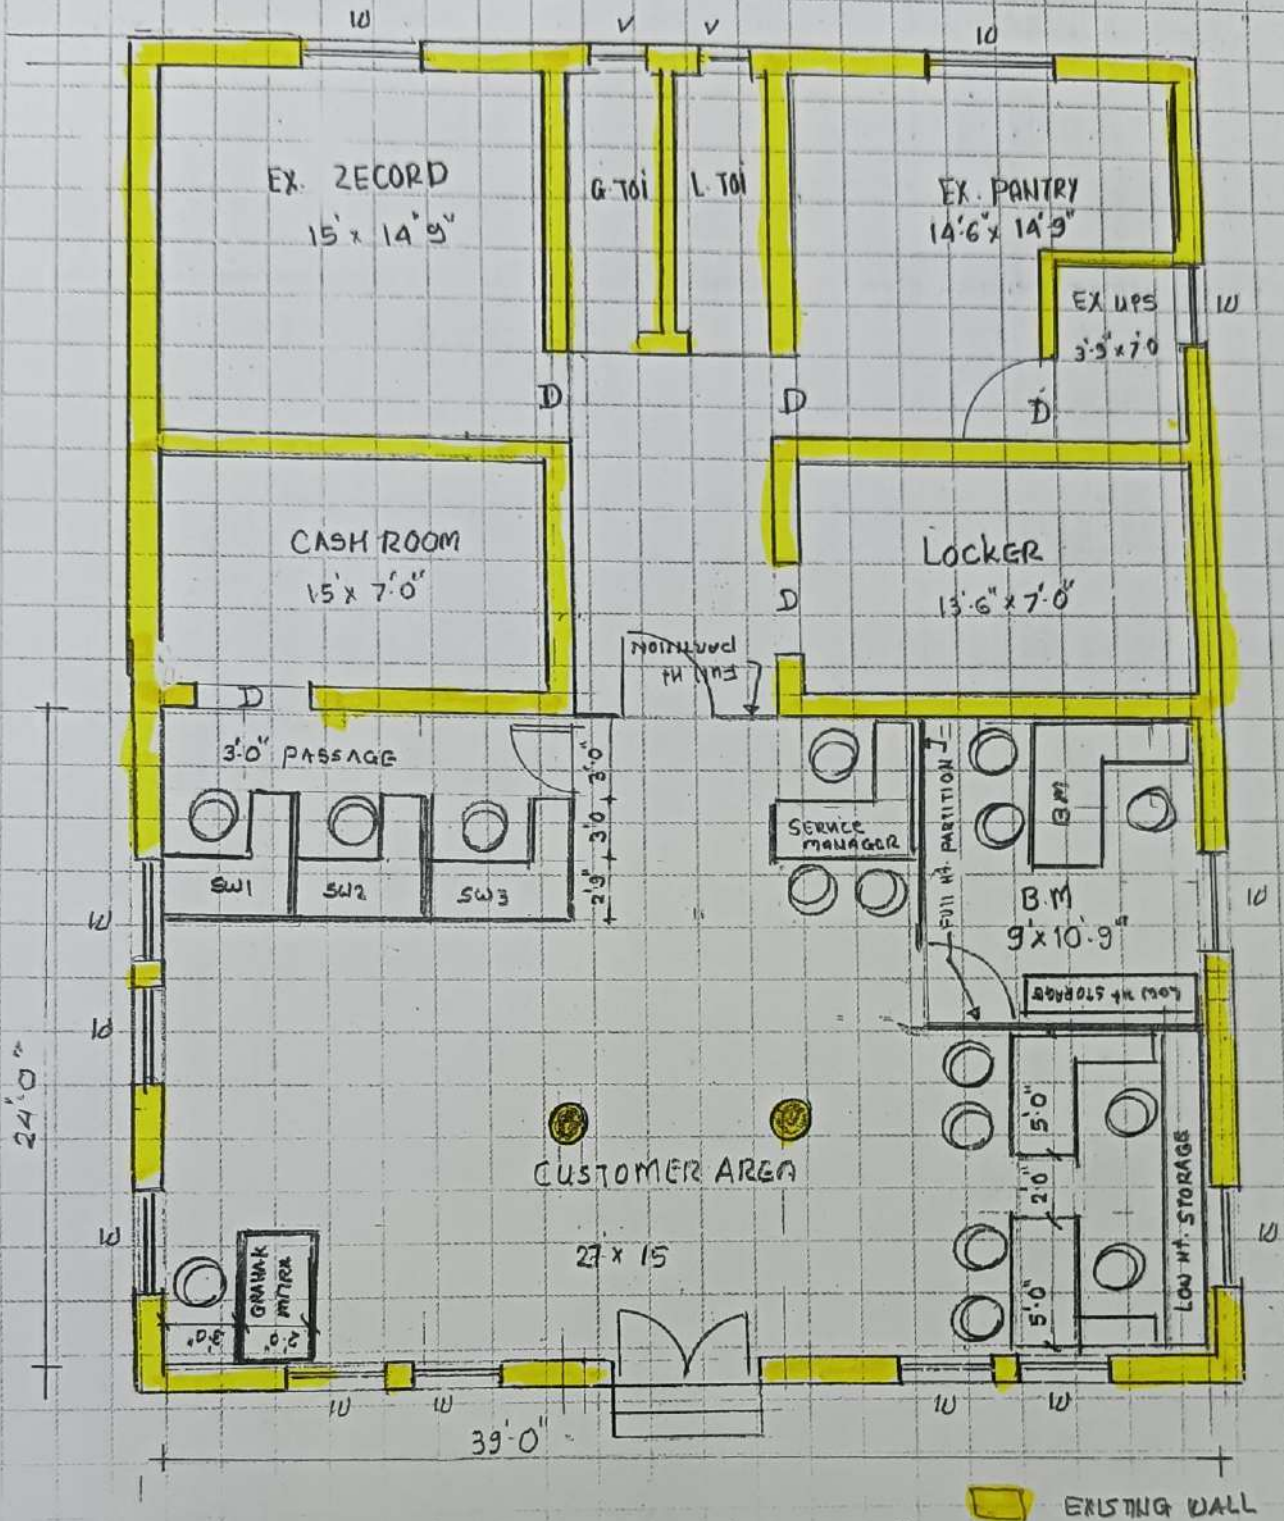 W
V
V
W
EX. RECORD
15' x 14'9"
G.TOI
L.TOI
EX. PANTRY
14'6" x 14'9"
EX UPS
3'-9" x 7'0
W
D
D
D
CASH ROOM
15' x 7'0"
LOCKER
13'-6" x 7'-0"
D
FULL Ht
PARTITION
D
3'-0" PASSAGE
3'-0"
3'0
2'9"
SW1
SW2
SW3
SERVICE
MANAGER
FULL Ht. PARTITION
BM
B.M
9' x 10'-9"
LOW Ht STORAGE
W
W
W
24'-0"
CUSTOMER AREA
27' x 15
5'-0"
2'-0"
5'-0"
LOW Ht. STORAGE
W
W
GRAHAK
MITRA
3'-0"
2'-0"
W
W
W
W
39'-0"
EXISTING WALL